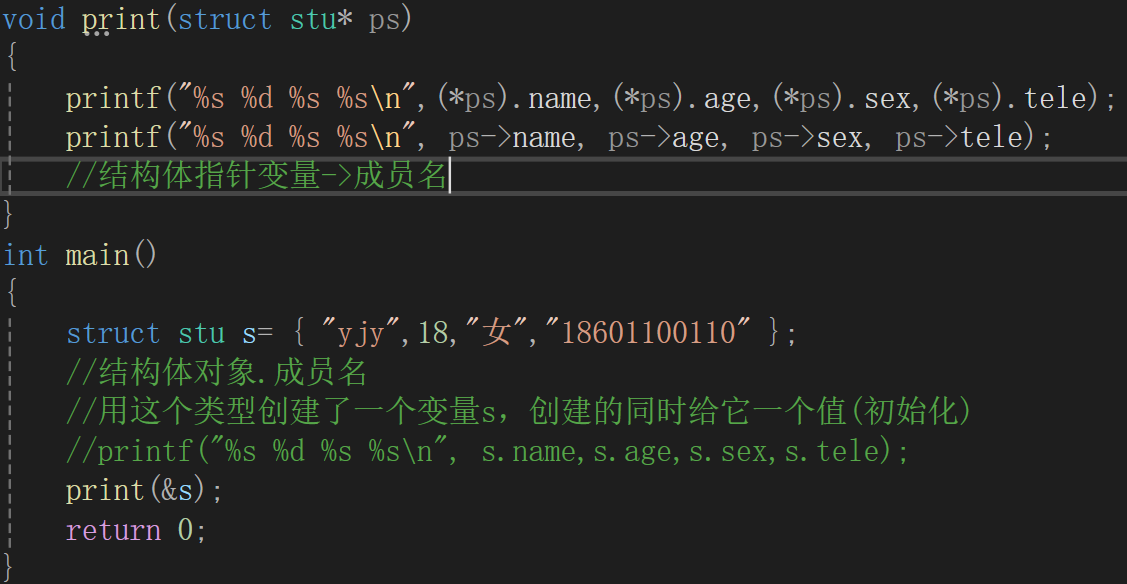 void print(struct stu* ps)
{
printf("%s %d %s %s\n",(*ps).name,(*ps).age,(*ps).sex,(*ps).tele);
printf("%s %d %s %s\n", ps->name, ps->age, ps->sex, ps->tele);
//结构体指针变量->成员名
}
int main()
{
struct stu s= { "yjy",18,"女","18601100110" };
//结构体对象.成员名
//用这个类型创建了一个变量s，创建的同时给它一个值(初始化)
//printf("%s %d %s %s\n", s.name,s.age,s.sex,s.tele);
print(&s);
return 0;
}